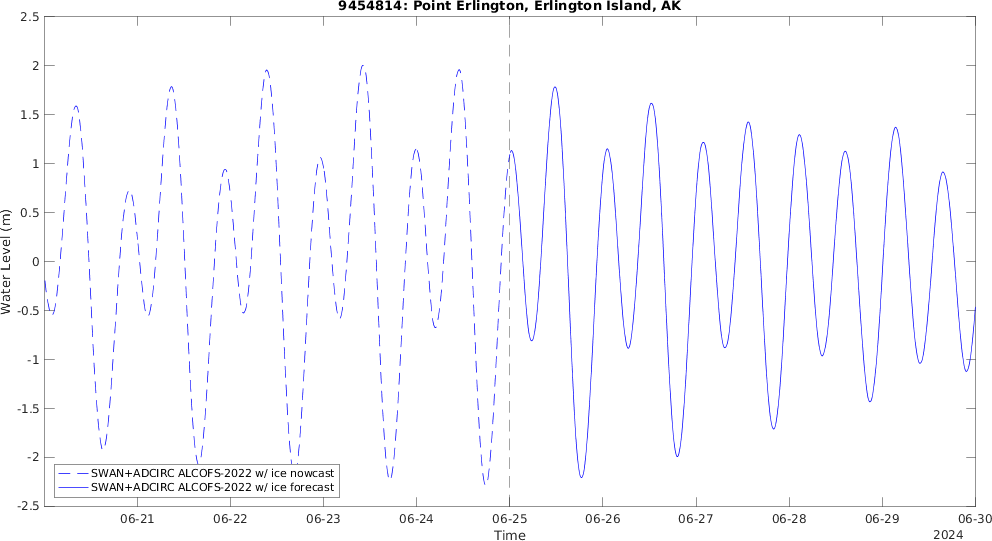 9454814: Point Erlington, Erlington Island, AK
2.5
2
1.5
1
0.5
0
-0.5
-1
-1.5
-2
-2.5
Water Level (m)
SWAN+ADCIRC ALCOFS-2022 w/ ice nowcast
SWAN+ADCIRC ALCOFS-2022 w/ ice forecast
06-21 06-22 06-23 06-24 06-25 06-26 06-27 06-28 06-29 06-30
Time
2024